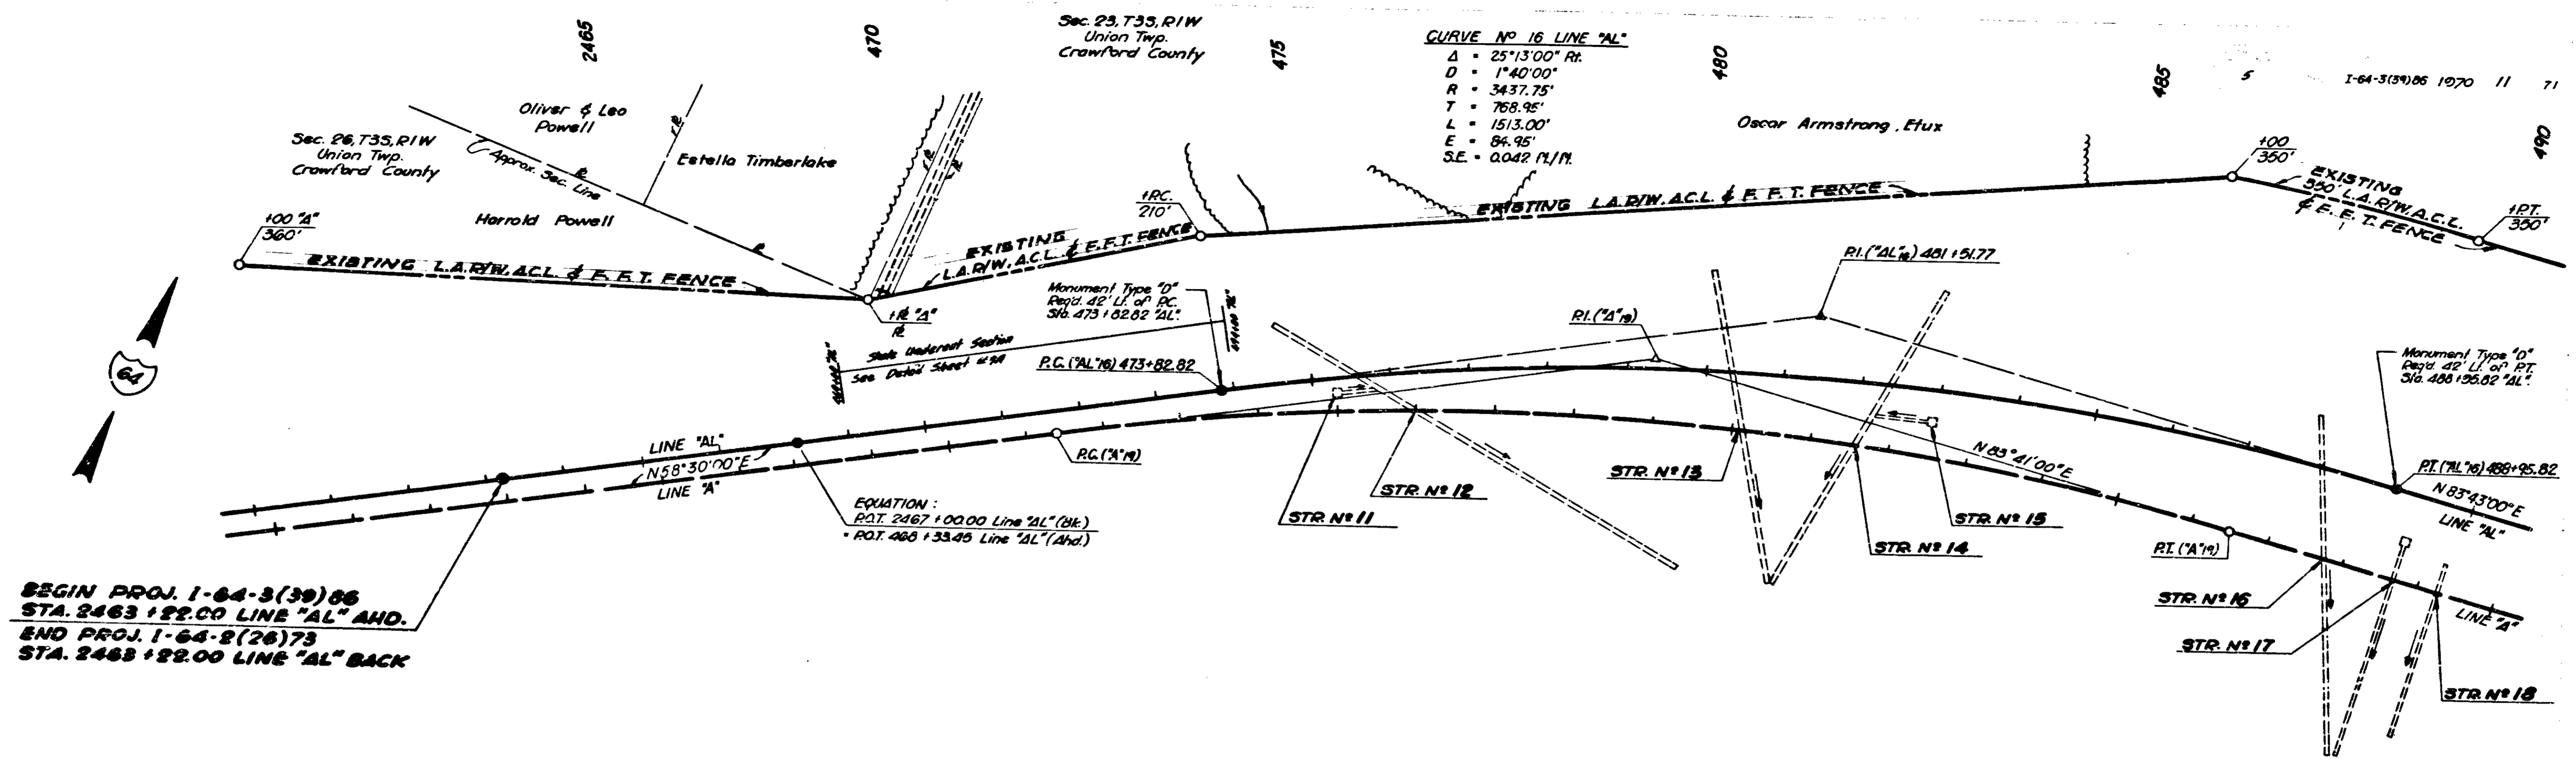 2465
470
Sec. 23, T3S, R1W
Union Twp.
Crawford County
475
CURVE Nº 16 LINE "AL"
Δ = 25°13'00" Rt.
D = 1°40'00"
R = 3437.75'
T = 768.95'
L = 1513.00'
E = 84.95'
S.E. = 0.042 Ft./Ft.
480
485
5
I-64-3(39)86 1970 11 71
490
Oliver & Leo
Powell
Sec. 26, T3S, R1W
Union Twp.
Crawford County
Approx. Sec. Line
Estella Timberlake
Harrold Powell
Oscar Armstrong, Etux
+00 "A"
360'
EXISTING L.A. R/W, A.C.L. & F.F.T. FENCE
+P.C.
210'
EXISTING
L.A. R/W, A.C.L. & F.F.T. FENCE
EXISTING L.A. R/W, A.C.L. & F.F.T. FENCE
+00
350'
EXISTING
350' L.A. R/W, A.C.L.
& F.F.T. FENCE
+P.T.
350'
+PL "A"
PL
64
Monument Type "D"
Req'd. 42' Lt. of P.C.
Sta. 473+82.82 "AL"
See Detail Sheet
P.C. ("AL"16) 473+82.82
P.I. ("A"19)
P.I. ("AL"16) 481+51.77
Monument Type "D"
Req'd. 42' Lt. of P.T.
Sta. 488+95.82 "AL"
LINE "AL"
N58°30'00"E
LINE "A"
P.C. ("A"19)
EQUATION :
P.O.T. 2467+00.00 Line "AL" (Bk.)
= P.O.T. 468+33.45 Line "AL" (Ahd.)
STR. Nº 11
STR. Nº 12
STR. Nº 13
STR. Nº 14
STR. Nº 15
N83°41'00"E
P.T. ("A"19)
P.T. ("AL"16) 488+95.82
N83°43'00"E
LINE "AL"
STR. Nº 16
STR. Nº 17
STR. Nº 18
LINE "A"
BEGIN PROJ. I-64-3(39)86
STA. 2463+22.00 LINE "AL" AHD.
END PROJ. I-64-2(26)73
STA. 2463+22.00 LINE "AL" BACK